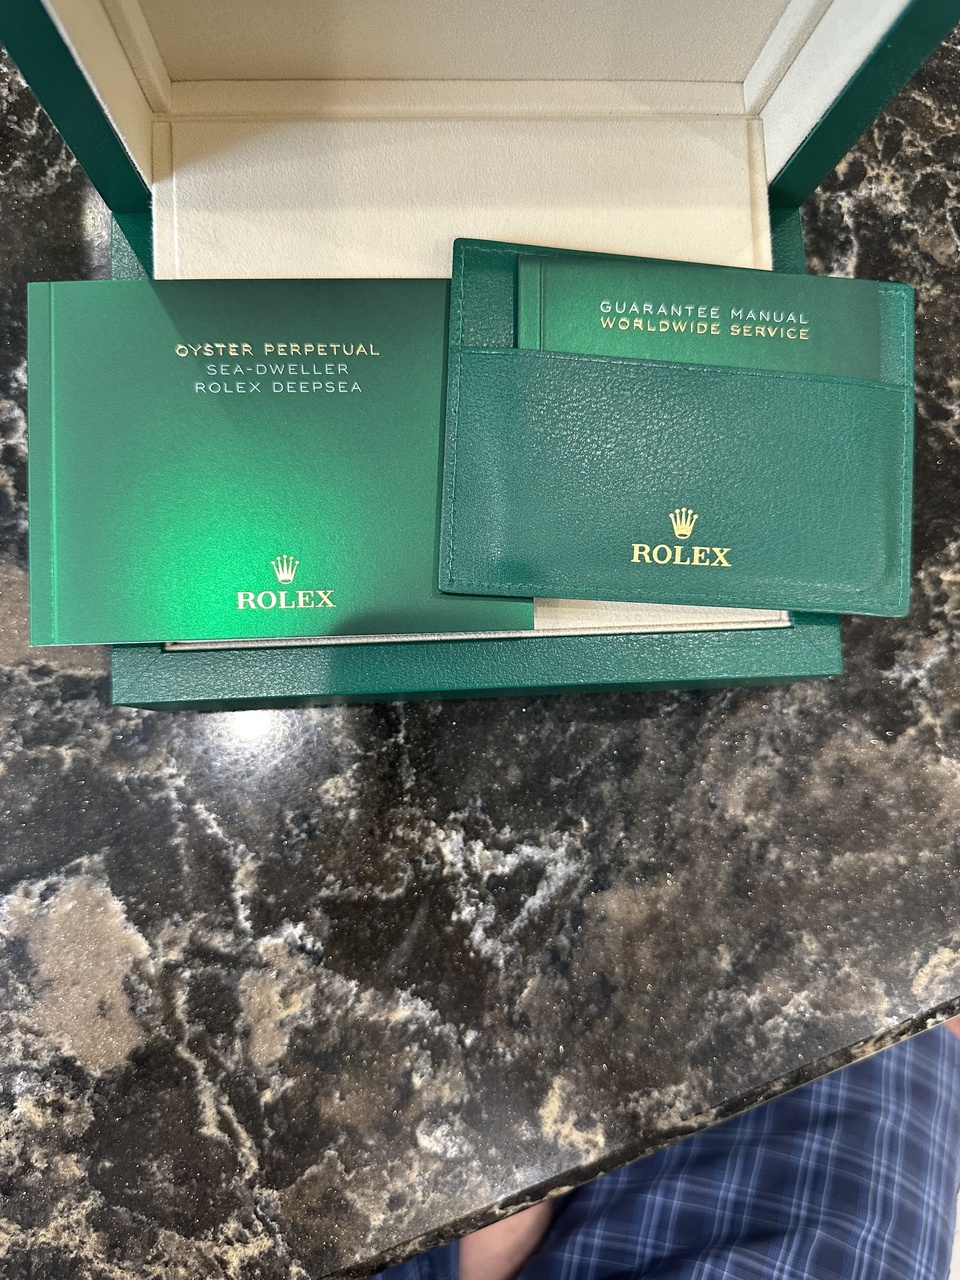 OYSTER PERPETUAL
SEA-DWELLER
ROLEX DEEPSEA
ROLEX
GUARANTEE MANUAL
WORLDWIDE SERVICE
ROLEX